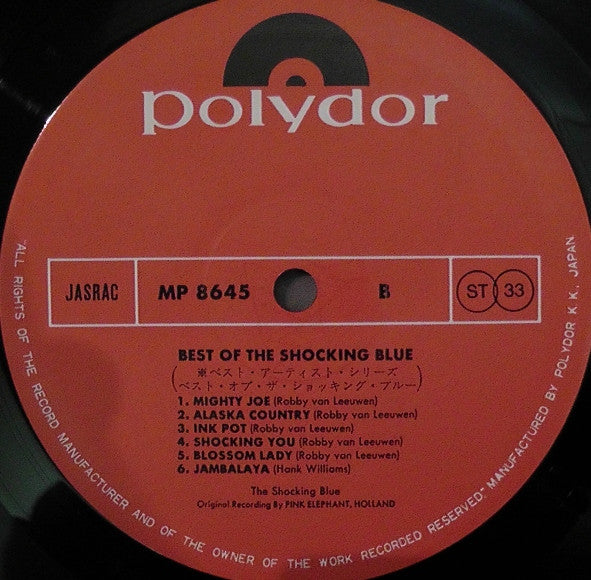 polydor
JASRAC MP 8645 B ST 33
BEST OF THE SHOCKING BLUE
(※ベスト・アーティスト・シリーズ
ベスト・オブ・ザ・ショッキング・ブルー)
1. MIGHTY JOE (Robby van Leeuwen)
2. ALASKA COUNTRY (Robby van Leeuwen)
3. INK POT (Robby van Leeuwen)
4. SHOCKING YOU (Robby van Leeuwen)
5. BLOSSOM LADY (Robby van Leeuwen)
6. JAMBALAYA (Hank Williams)
The Shocking Blue
Original Recording By PINK ELEPHANT, HOLLAND
"ALL RIGHTS OF THE RECORD MANUFACTURER AND OF THE OWNER OF THE WORK RECORDED RESERVED." MANUFACTURED BY POLYDOR K.K., JAPAN